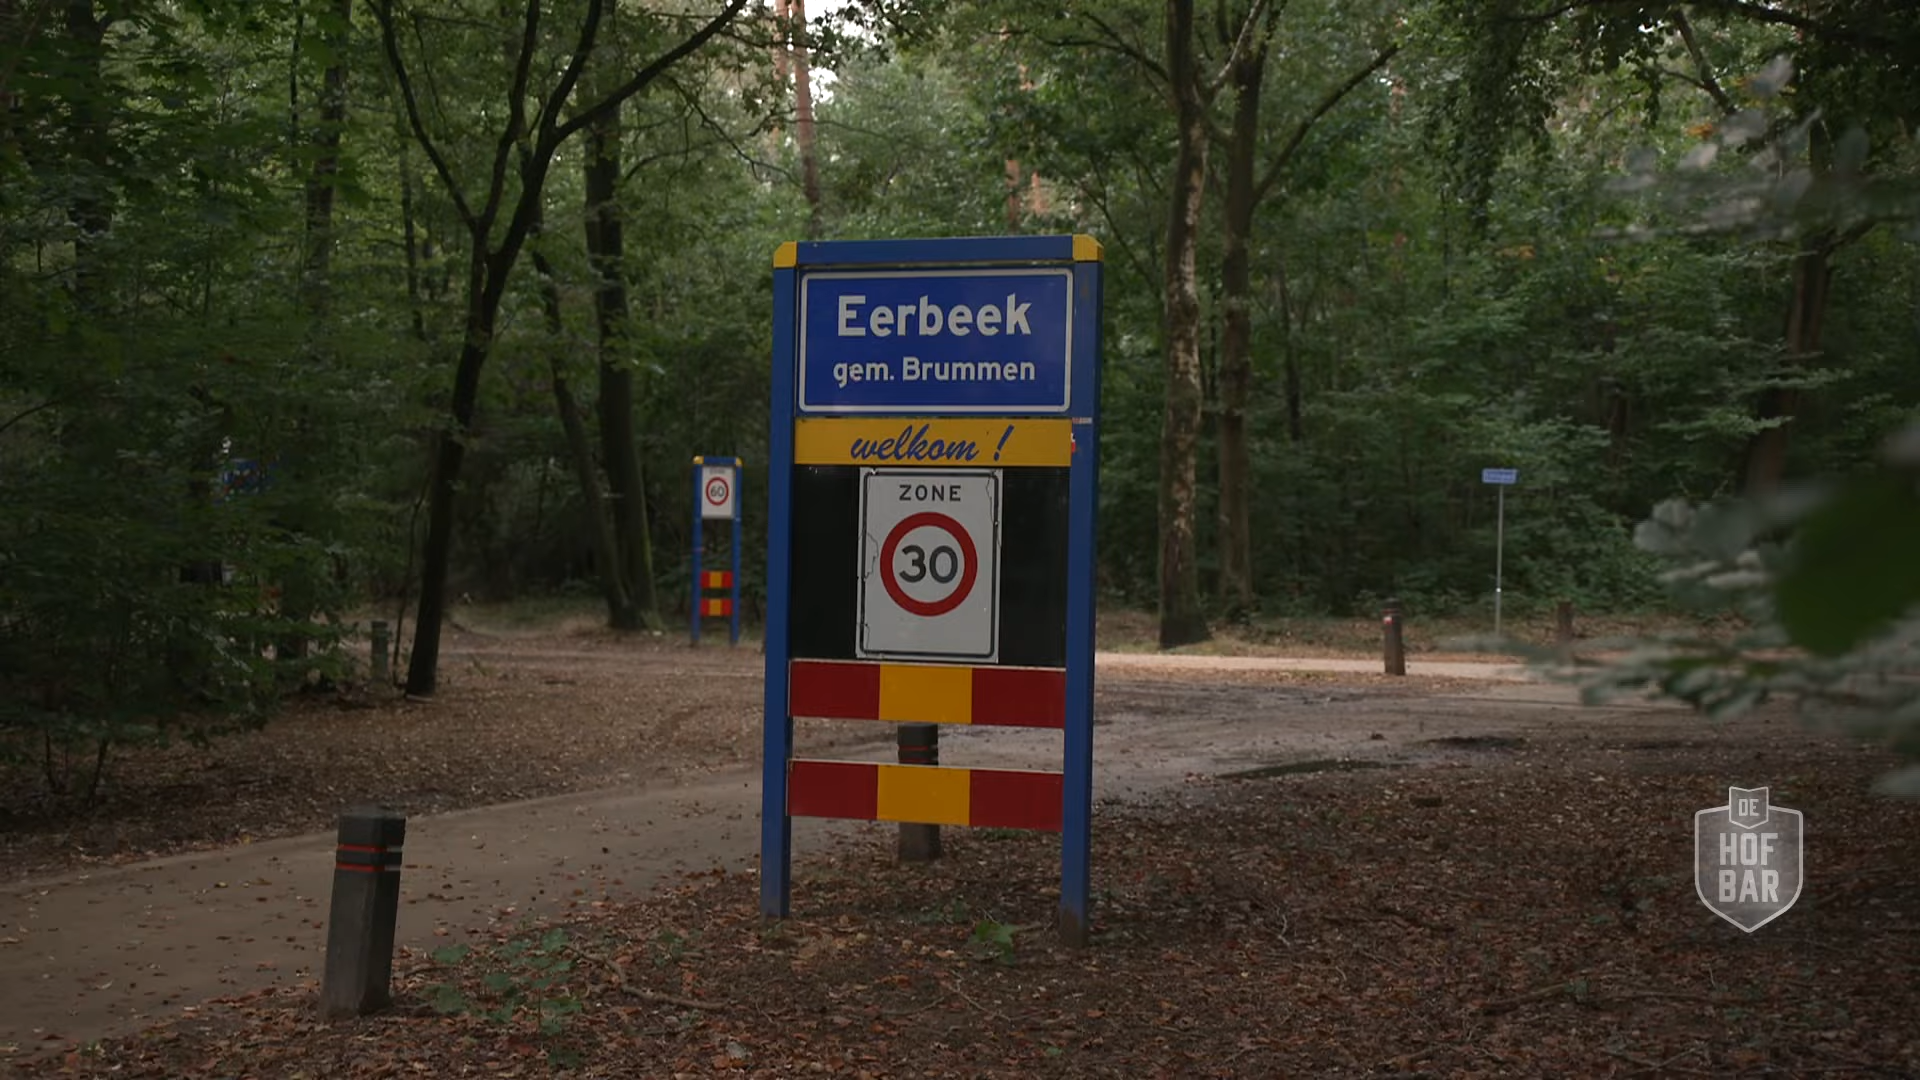 Eerbeek
gem. Brummen
welkom !
ZONE
30
60
DE
HOF
BAR